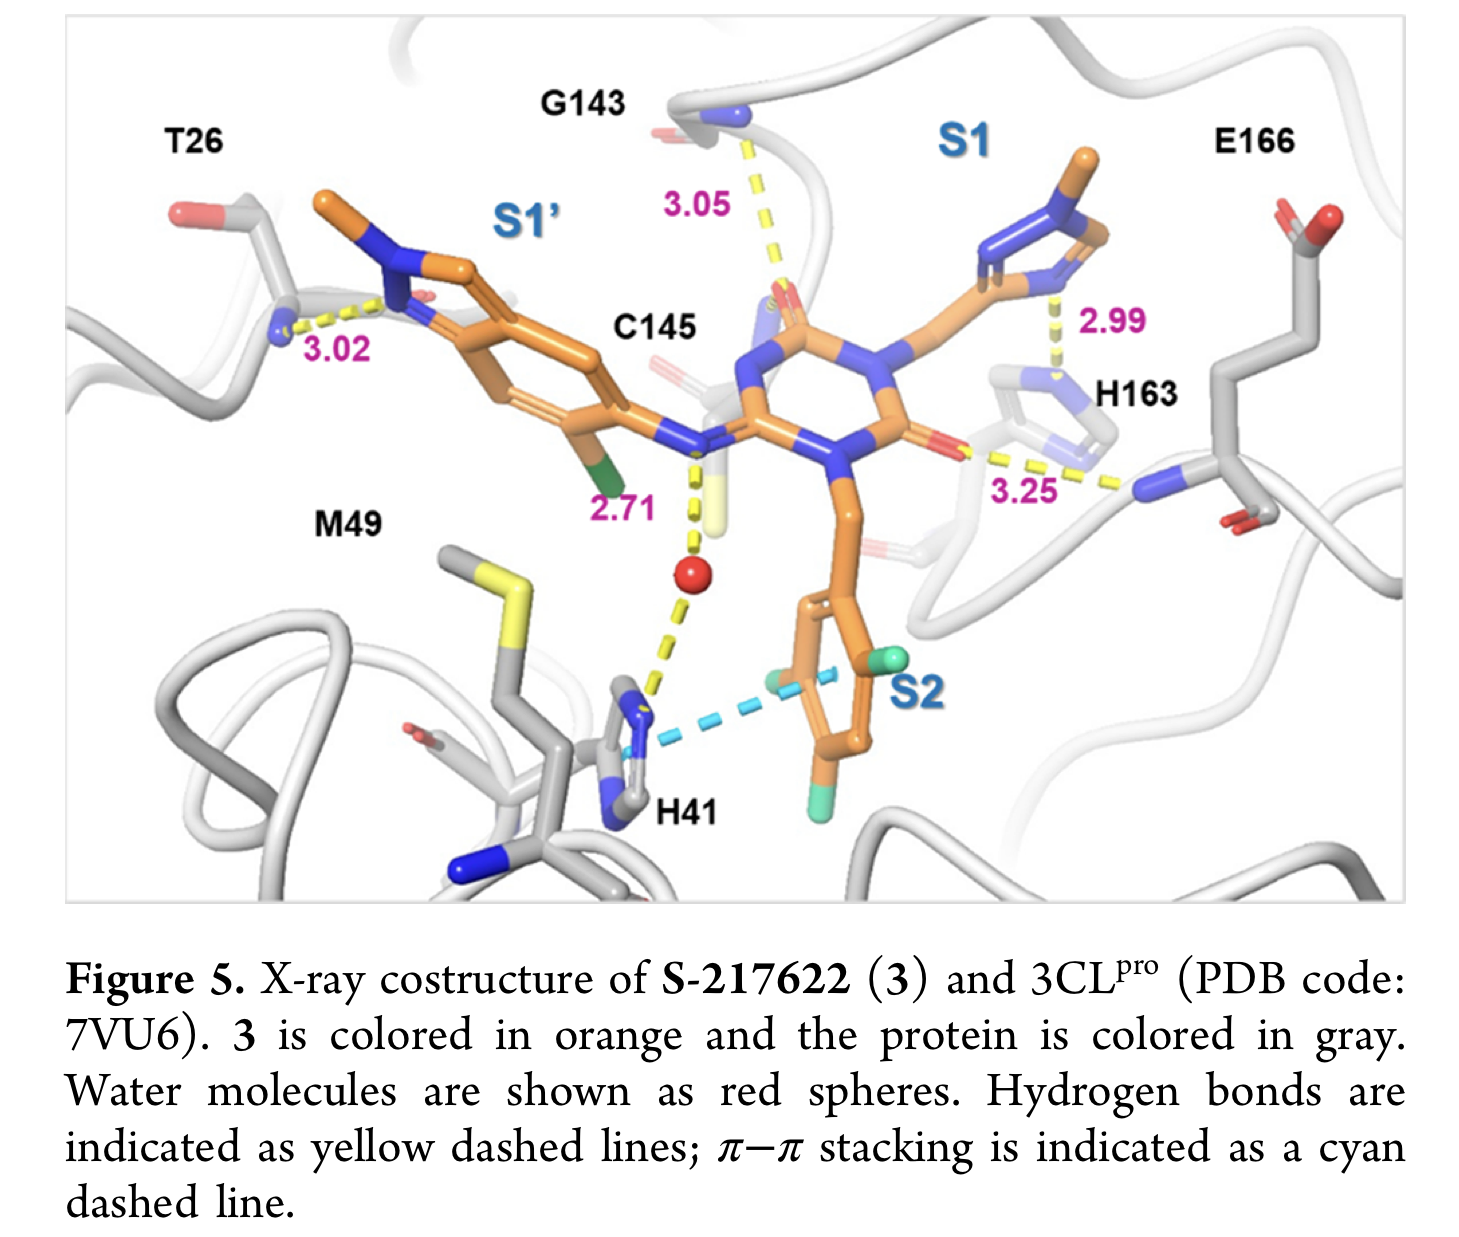 G143
S1
E166
T26
3.05
S1’
C145
2.99
3.02
H163
3.25
2.71
M49
S2
H41
Figure 5. X-ray costructure of S-217622 (3) and 3CLpro (PDB code:
7VU6). 3 is colored in orange and the protein is colored in gray.
Water molecules are shown as red spheres. Hydrogen bonds are
indicated as yellow dashed lines; π−π stacking is indicated as a cyan
dashed line.